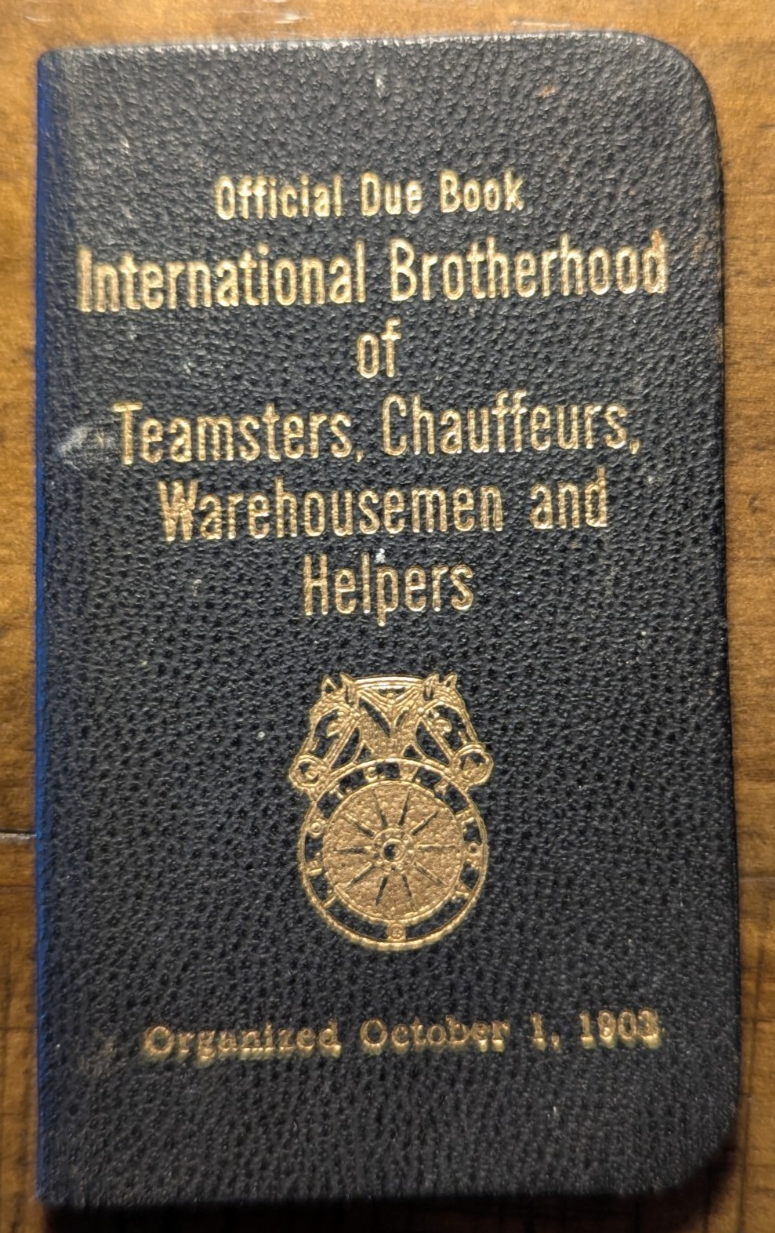 Official Due Book
International Brotherhood
of
Teamsters, Chauffeurs,
Warehousemen and
Helpers
Organized October 1, 1903